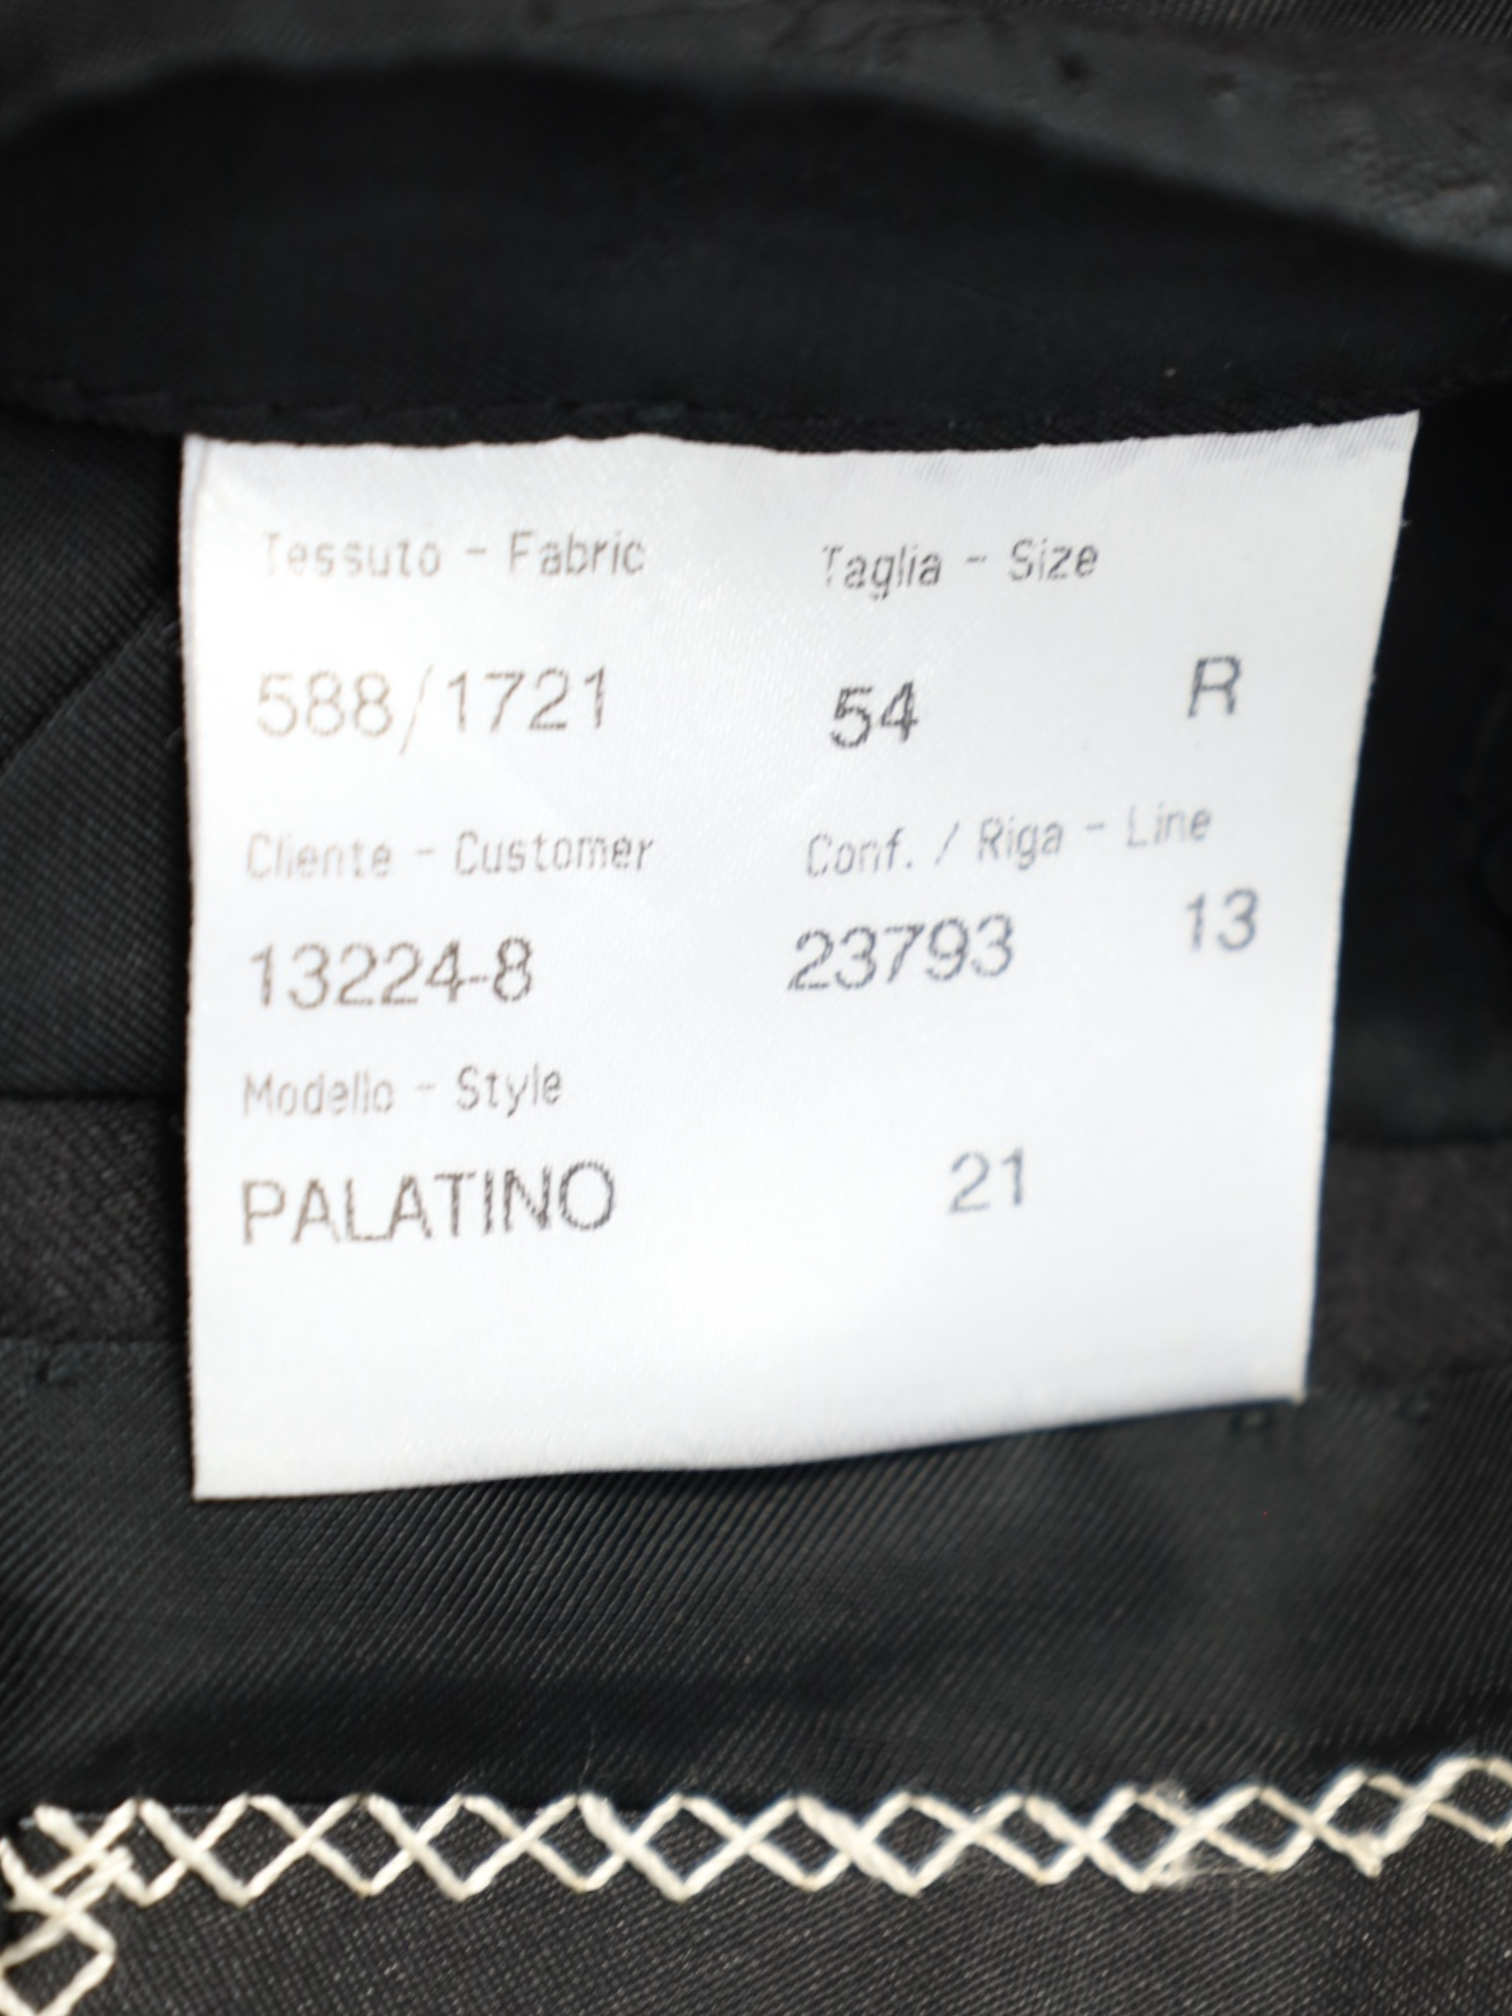 Tessuto - Fabric Taglia - Size
588/1721 54 R
Cliente - Customer Conf. / Riga - Line
13224-8 23793 13
Modello - Style
PALATINO 21